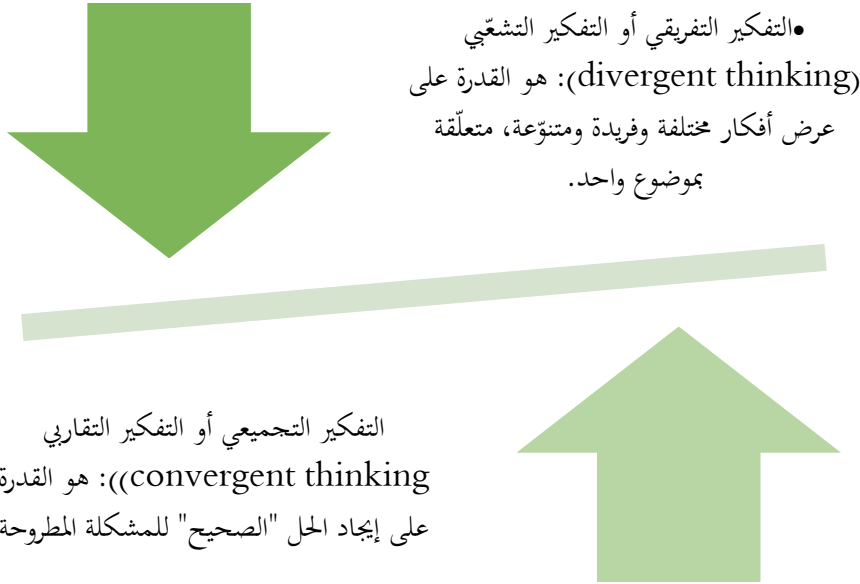 •التفكير التفريقي أو التفكير التشعّبي
(divergent thinking): هو القدرة على
عرض أفكار مختلفة وفريدة ومتنوّعة، متعلّقة
بموضوع واحد.
التفكير التجميعي أو التفكير التقاربي
convergent thinking)): هو القدرة
على إيجاد الحل "الصحيح" للمشكلة المطروحة